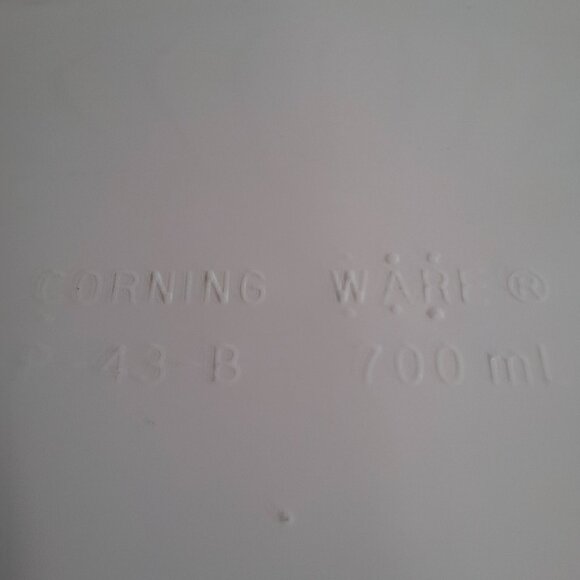 CORNING WARE ®
P-43-B 700 ml